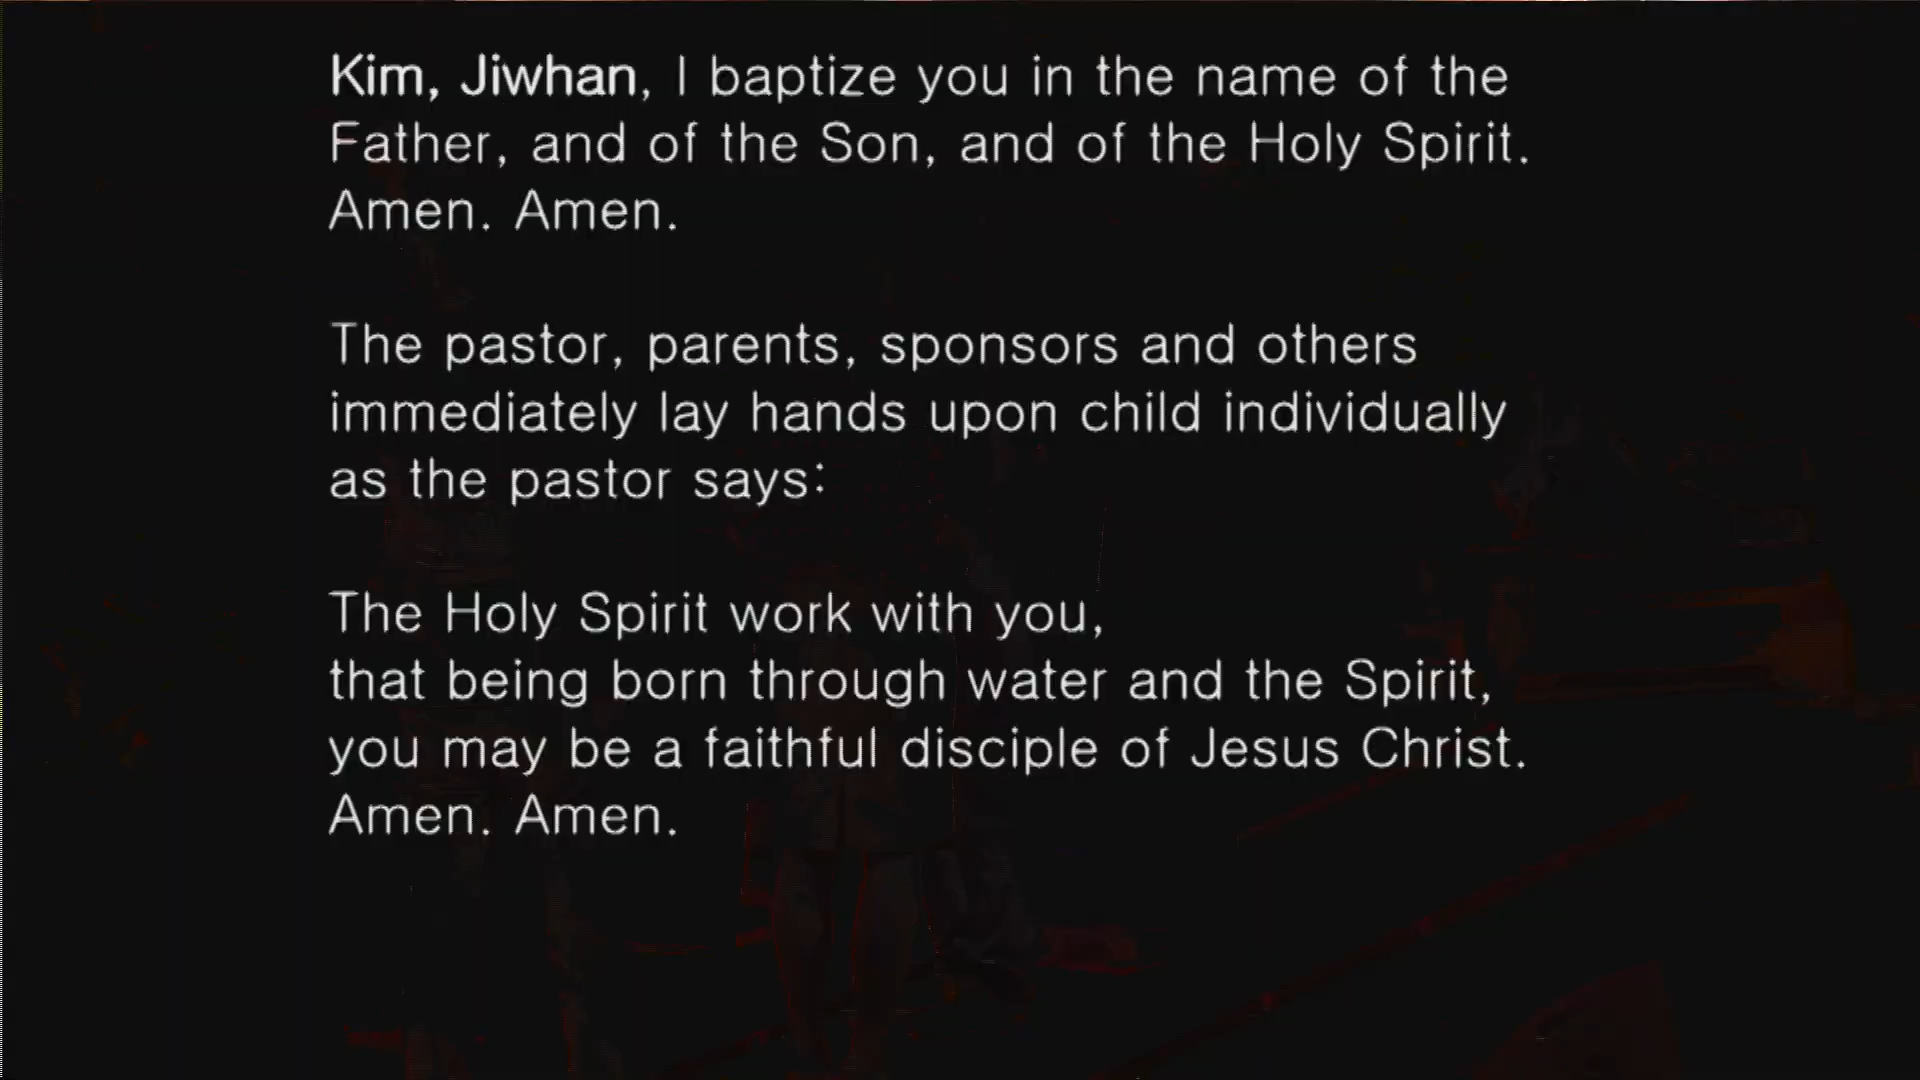 Kim, Jiwhan, I baptize you in the name of the
Father, and of the Son, and of the Holy Spirit.
Amen. Amen.
The pastor, parents, sponsors and others
immediately lay hands upon child individually
as the pastor says:
The Holy Spirit work with you,
that being born through water and the Spirit,
you may be a faithful disciple of Jesus Christ.
Amen. Amen.